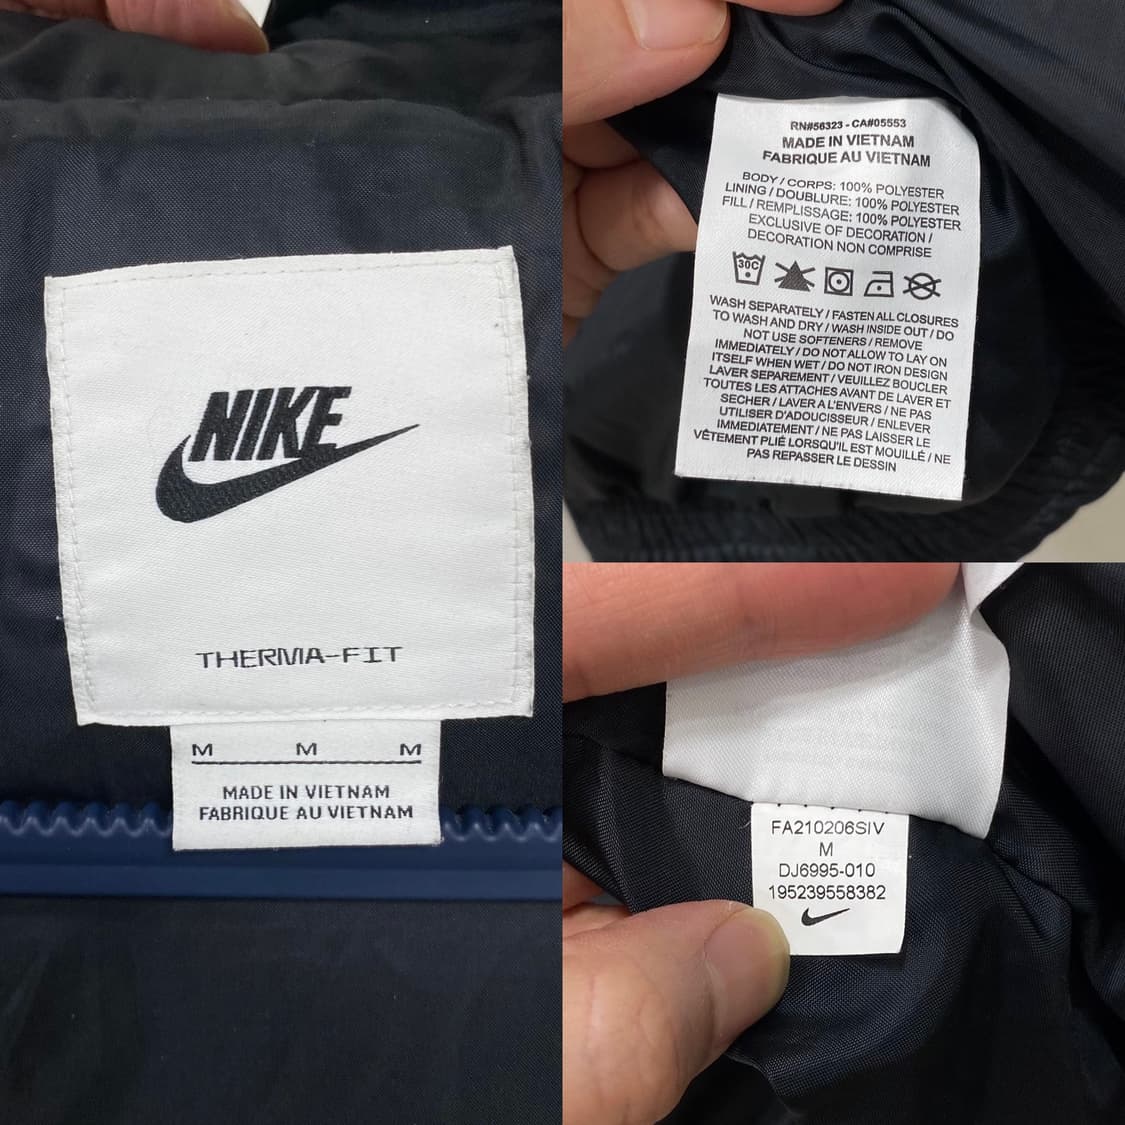 NIKE
THERMA-FIT
M M M
MADE IN VIETNAM
FABRIQUE AU VIETNAM
RN#56323 - CA#05553
MADE IN VIETNAM
FABRIQUE AU VIETNAM
BODY / CORPS: 100% POLYESTER
LINING / DOUBLURE: 100% POLYESTER
FILL / REMPLISSAGE: 100% POLYESTER
EXCLUSIVE OF DECORATION /
DECORATION NON COMPRISE
30C
WASH SEPARATELY / FASTEN ALL CLOSURES
TO WASH AND DRY / WASH INSIDE OUT / DO
NOT USE SOFTENERS / REMOVE
IMMEDIATELY / DO NOT ALLOW TO LAY ON
ITSELF WHEN WET / DO NOT IRON DESIGN
LAVER SEPAREMENT / VEUILLEZ BOUCLER
TOUTES LES ATTACHES AVANT DE LAVER ET
SECHER / LAVER A L'ENVERS / NE PAS
UTILISER D'ADOUCISSEUR / ENLEVER
IMMEDIATEMENT / NE PAS LAISSER LE
VÊTEMENT PLIÉ LORSQU'IL EST MOUILLÉ / NE
PAS REPASSER LE DESSIN
FA210206SIV
M
DJ6995-010
195239558382